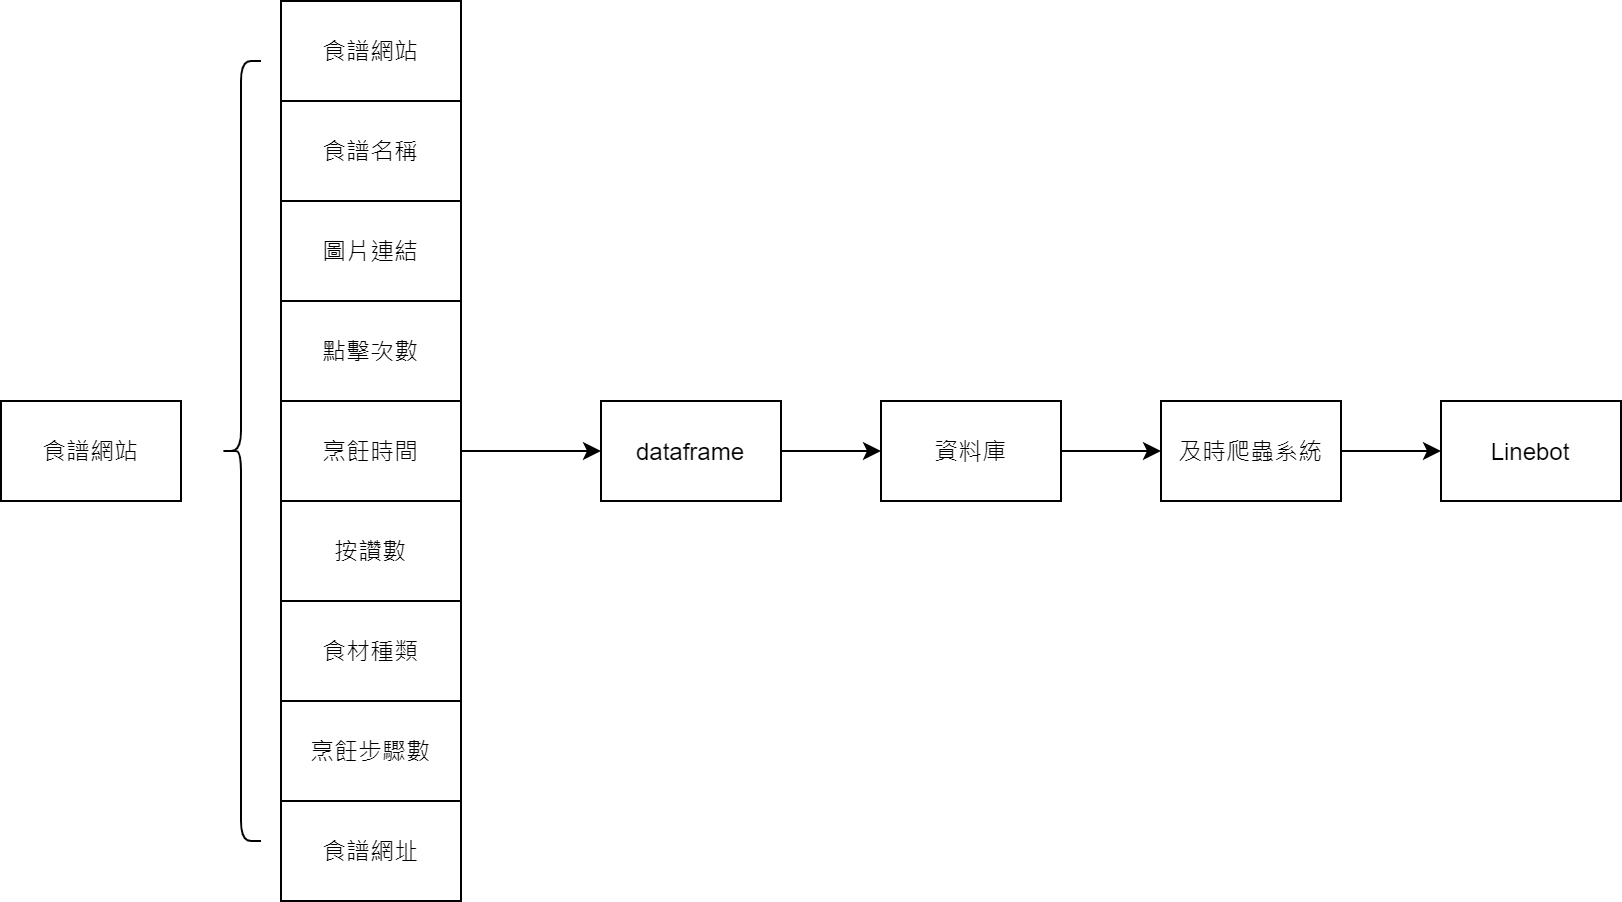 食譜網站
食譜網站
食譜名稱
圖片連結
點擊次數
烹飪時間
按讚數
食材種類
烹飪步驟數
食譜網址
dataframe
資料庫
及時爬蟲系統
Linebot